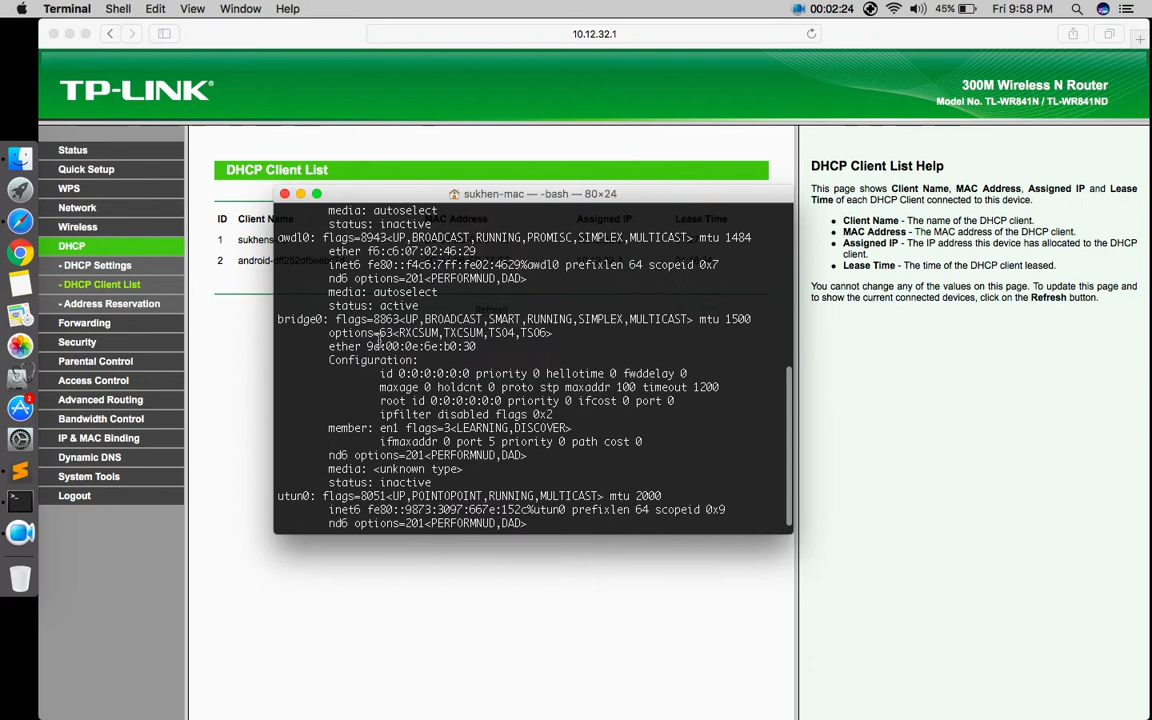 Terminal Shell Edit View Window Help 00:02:24 45% Fri 9:58 PM
10.12.32.1
TP-LINK
300M Wireless N Router
Model No. TL-WR841N / TL-WR841ND
Status
Quick Setup
WPS
Network
Wireless
DHCP
- DHCP Settings
- DHCP Client List
- Address Reservation
Forwarding
Security
Parental Control
Access Control
Advanced Routing
Bandwidth Control
IP & MAC Binding
Dynamic DNS
System Tools
Logout
2
DHCP Client List
ID Client Name MAC Address Assigned IP Lease Time
1
2
Refresh
sukhen-mac — -bash — 80×24
media: autoselect
status: inactive
awdl0: flags=8943<UP,BROADCAST,RUNNING,PROMISC,SIMPLEX,MULTICAST> mtu 1484
ether f6:c6:07:02:46:29
inet6 fe80::f4c6:7ff:fe02:4629%awdl0 prefixlen 64 scopeid 0x7
nd6 options=201<PERFORMNUD,DAD>
media: autoselect
status: active
bridge0: flags=8863<UP,BROADCAST,SMART,RUNNING,SIMPLEX,MULTICAST> mtu 1500
options=63<RXCSUM,TXCSUM,TSO4,TSO6>
ether
Configuration:
id 0:0:0:0:0:0 priority 0 hellotime 0 fwddelay 0
maxage 0 holdcnt 0 proto stp maxaddr 100 timeout 1200
root id 0:0:0:0:0:0 priority 0 ifcost 0 port 0
ipfilter disabled flags 0x2
member: en1 flags=3<LEARNING,DISCOVER>
ifmaxaddr 0 port 5 priority 0 path cost 0
nd6 options=201<PERFORMNUD,DAD>
media: <unknown type>
status: inactive
utun0: flags=8051<UP,POINTOPOINT,RUNNING,MULTICAST> mtu 2000
inet6 fe80::9873:3097:667e:152c%utun0 prefixlen 64 scopeid 0x9
nd6 options=201<PERFORMNUD,DAD>
DHCP Client List Help
This page shows Client Name, MAC Address, Assigned IP and Lease
Time of each DHCP Client connected to this device.
Client Name - The name of the DHCP client.
MAC Address - The MAC address of the DHCP client.
Assigned IP - The IP address this device has allocated to the DHCP
client.
Lease Time - The time of the DHCP client leased.
You cannot change any of the values on this page. To update this page and
to show the current connected devices, click on the Refresh button.